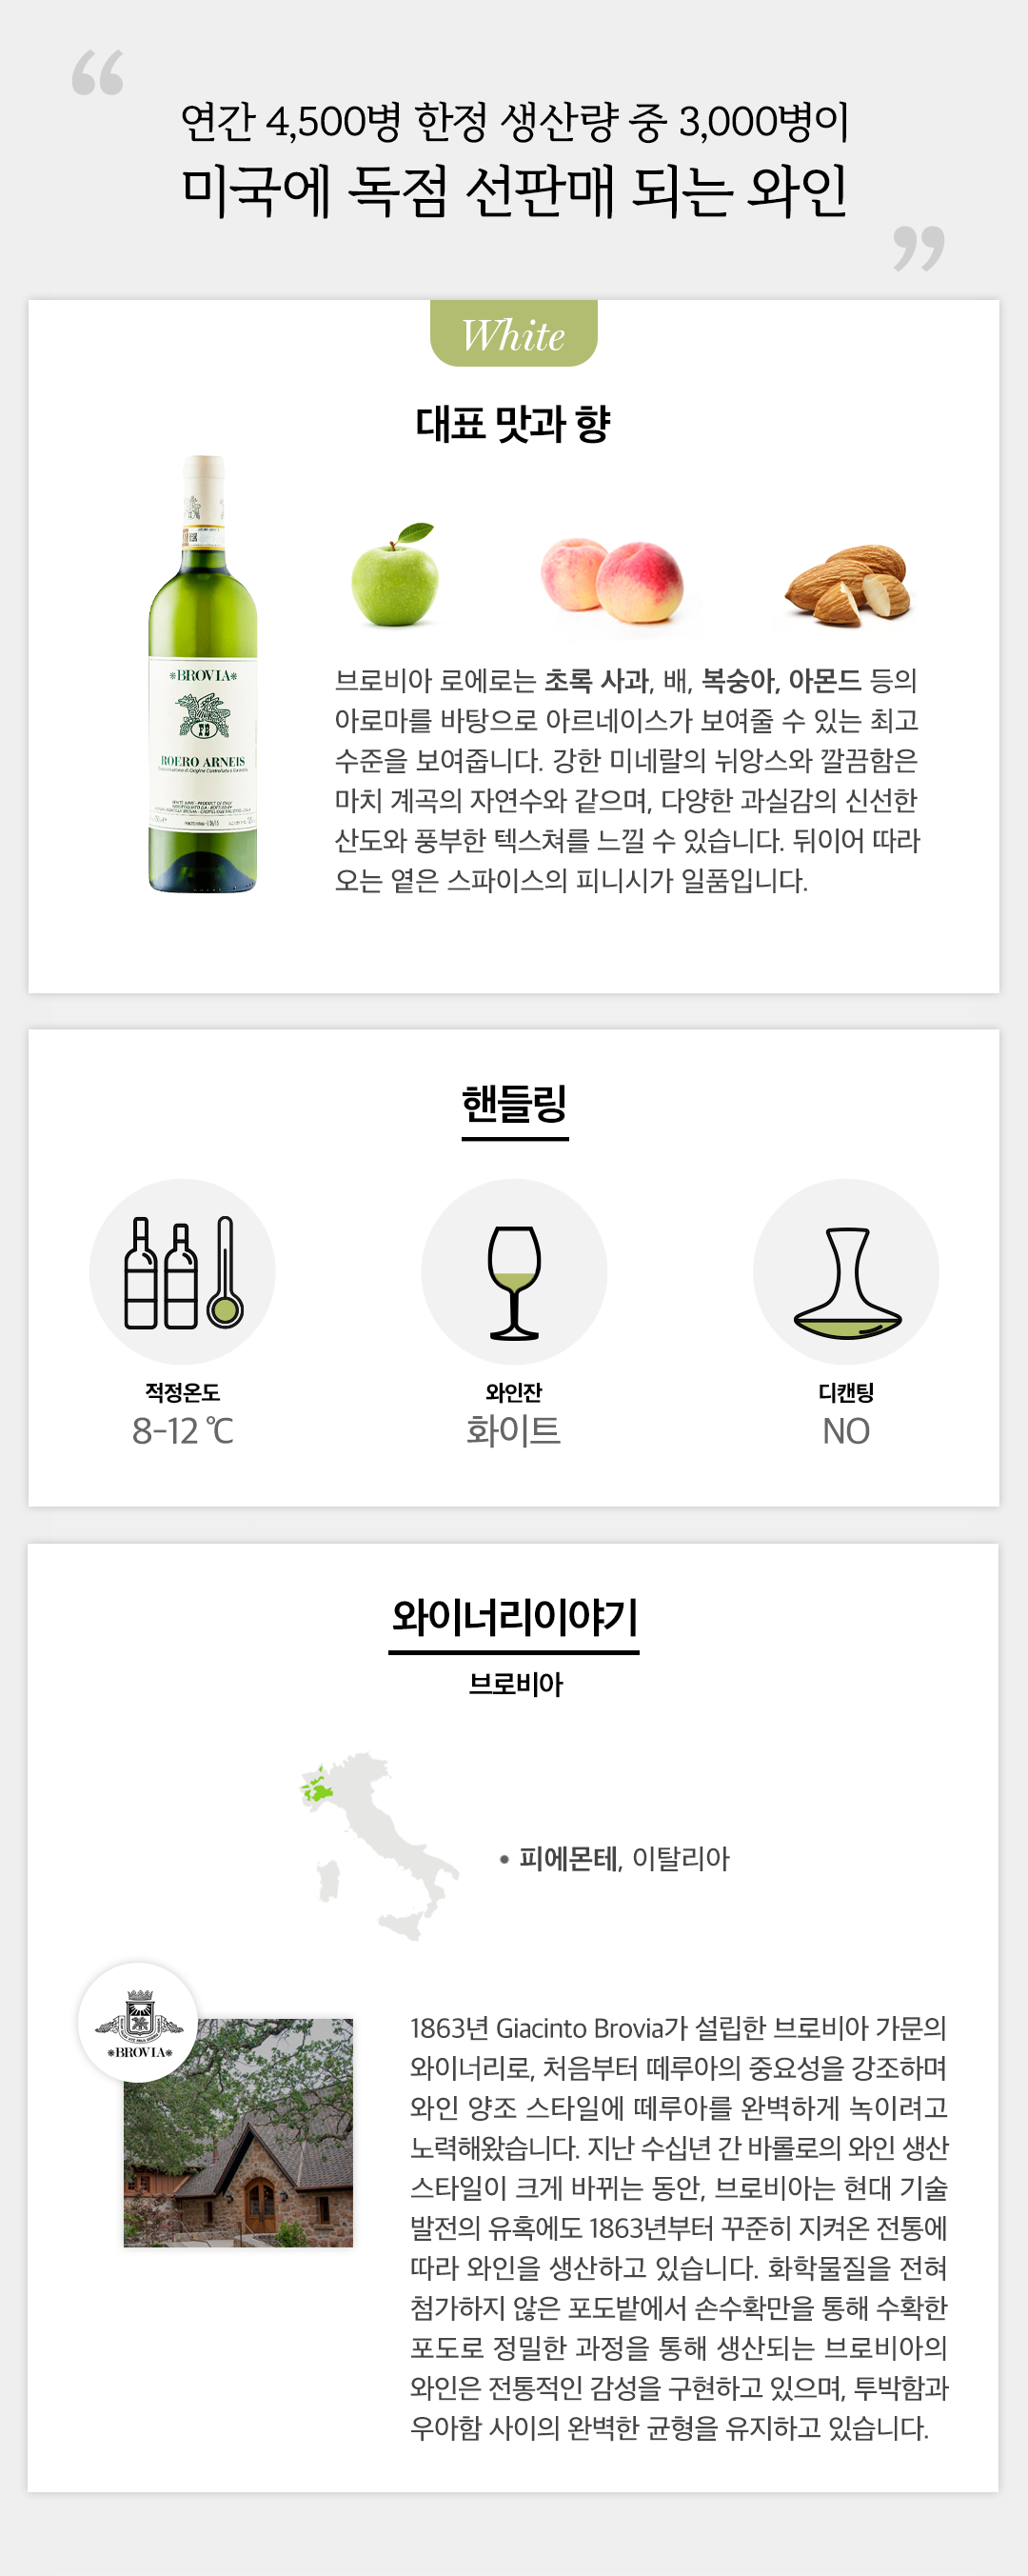 연간 4,500병 한정 생산량 중 3,000병이
미국에 독점 선판매 되는 와인
White
대표 맛과 향
BROVIA
FB
ROERO ARNEIS
브로비아 로에로는 초록 사과, 배, 복숭아, 아몬드 등의
아로마를 바탕으로 아르네이스가 보여줄 수 있는 최고
수준을 보여줍니다. 강한 미네랄의 뉘앙스와 깔끔함은
마치 계곡의 자연수와 같으며, 다양한 과실감의 신선한
산도와 풍부한 텍스쳐를 느낄 수 있습니다. 뒤이어 따라
오는 옅은 스파이스의 피니시가 일품입니다.
핸들링
적정온도
8-12 ℃
와인잔
화이트
디캔팅
NO
와이너리이야기
브로비아
• 피에몬테, 이탈리아
BROVIA
1863년 Giacinto Brovia가 설립한 브로비아 가문의
와이너리로, 처음부터 떼루아의 중요성을 강조하며
와인 양조 스타일에 떼루아를 완벽하게 녹이려고
노력해왔습니다. 지난 수십년 간 바롤로의 와인 생산
스타일이 크게 바뀌는 동안, 브로비아는 현대 기술
발전의 유혹에도 1863년부터 꾸준히 지켜온 전통에
따라 와인을 생산하고 있습니다. 화학물질을 전혀
첨가하지 않은 포도밭에서 손수확만을 통해 수확한
포도로 정밀한 과정을 통해 생산되는 브로비아의
와인은 전통적인 감성을 구현하고 있으며, 투박함과
우아함 사이의 완벽한 균형을 유지하고 있습니다.